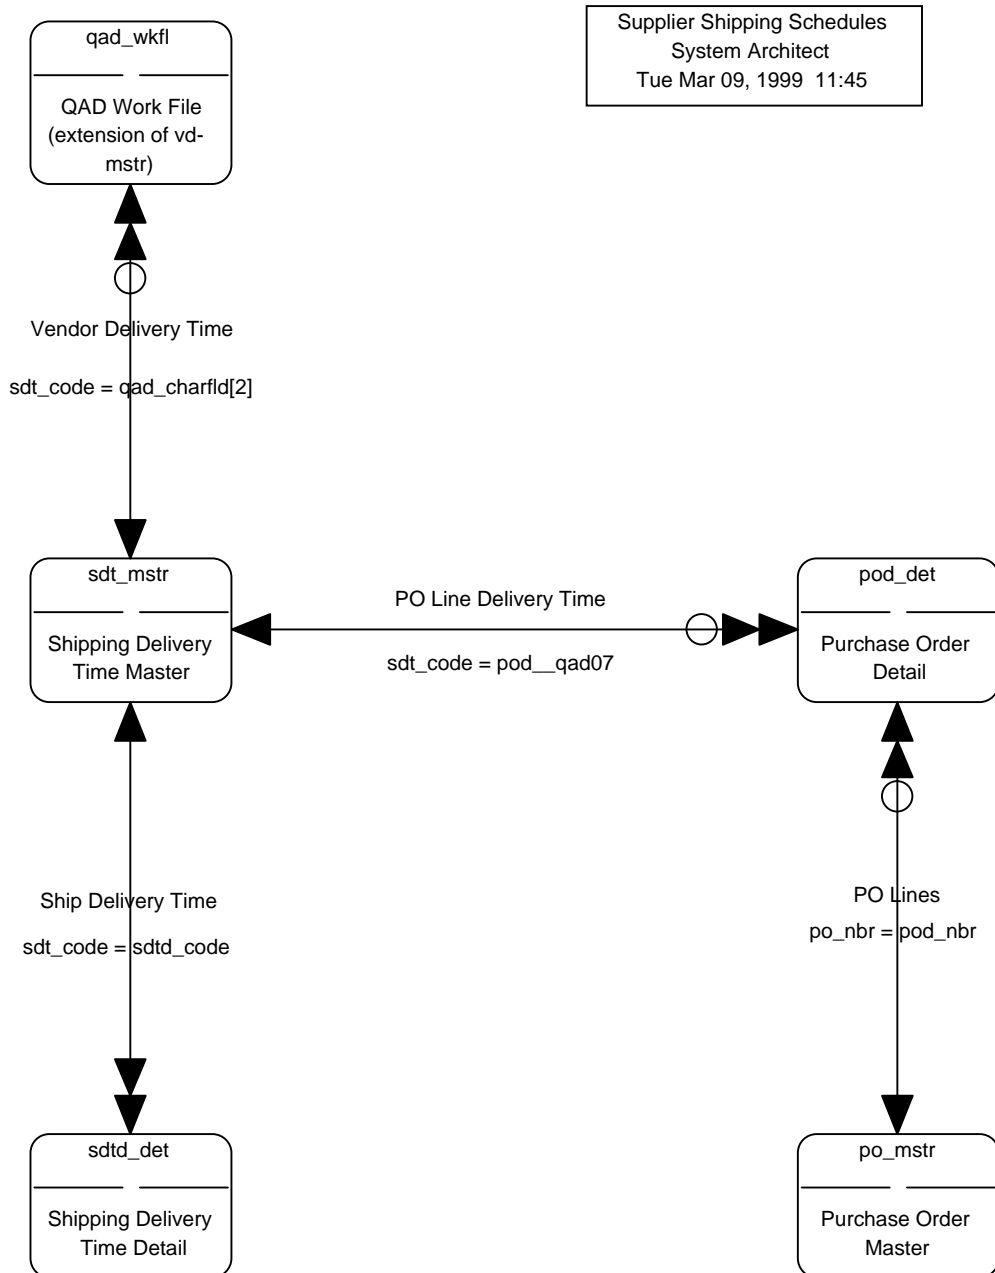 qad_wkfl
QAD Work File
(extension of vd-
mstr)
Supplier Shipping Schedules
System Architect
Tue Mar 09, 1999  11:45
Vendor Delivery Time
sdt_code = qad_charfld[2]
sdt_mstr
Shipping Delivery
Time Master
PO Line Delivery Time
sdt_code = pod__qad07
pod_det
Purchase Order
Detail
Ship Delivery Time
sdt_code = sdtd_code
PO Lines
po_nbr = pod_nbr
sdtd_det
Shipping Delivery
Time Detail
po_mstr
Purchase Order
Master